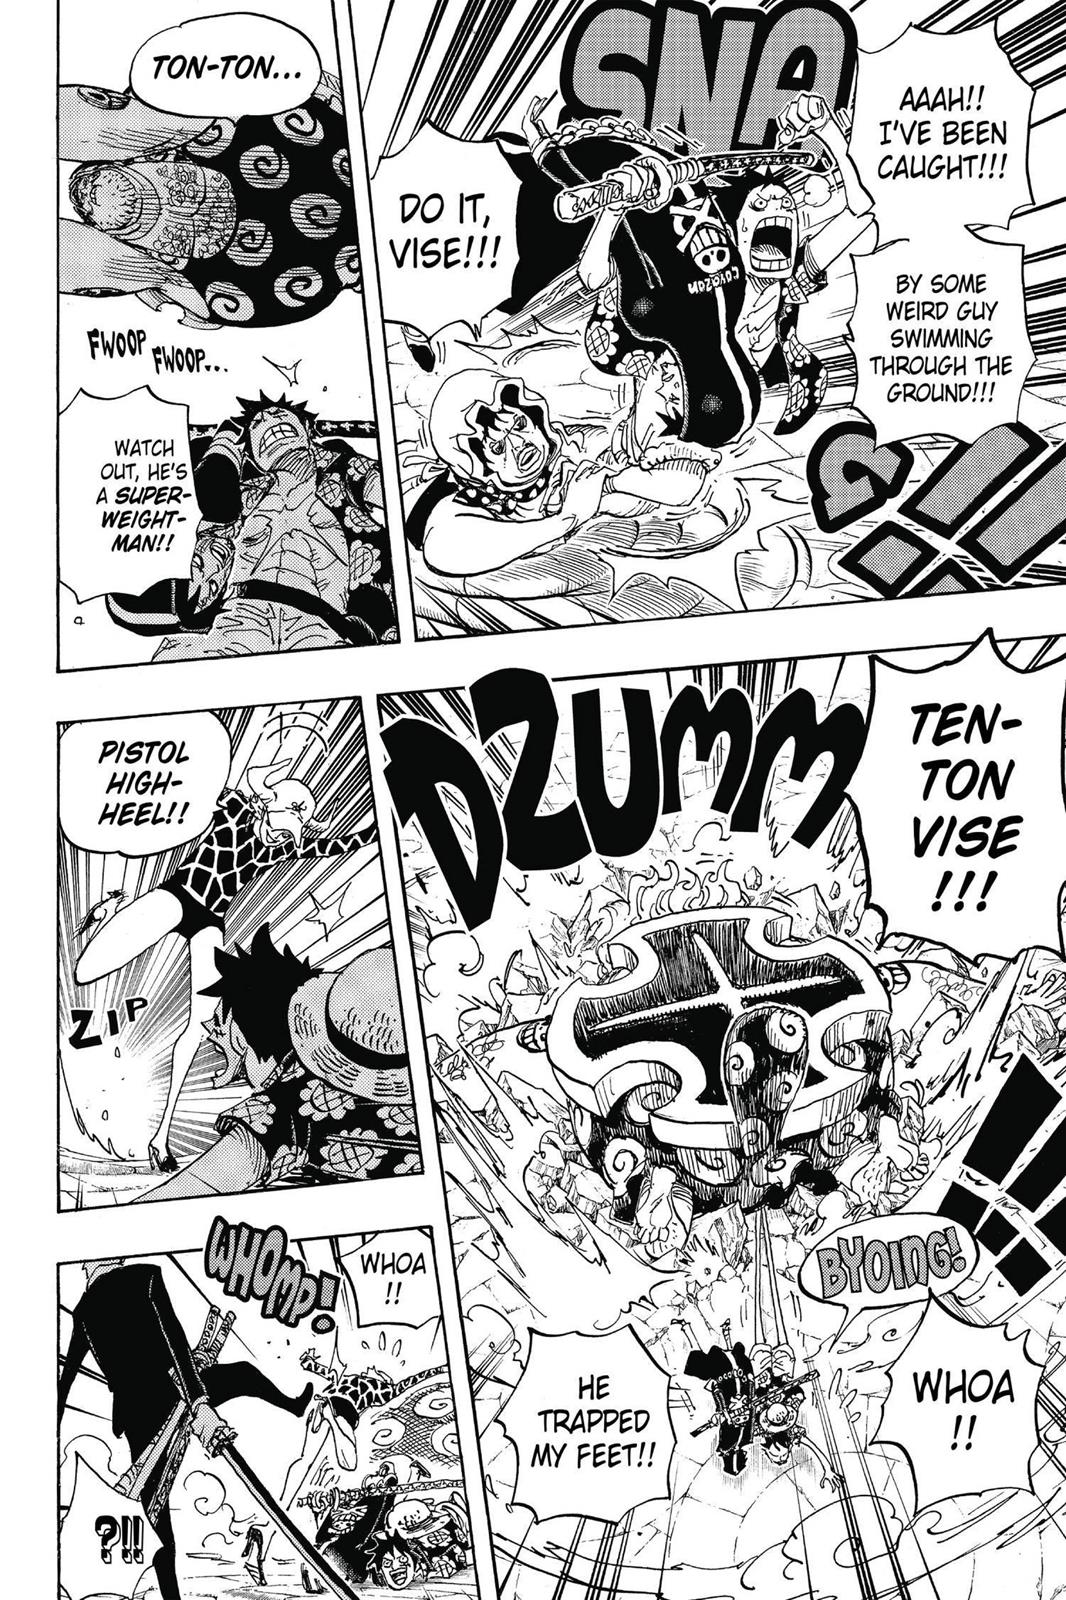 SNA
G!!
AAAH!!
I'VE BEEN
CAUGHT!!!
BY SOME
WEIRD GUY
SWIMMING
THROUGH THE
GROUND!!!
DO IT,
VISE!!!
TON-TON...
FWOOP
FWOOP...
WATCH
OUT, HE'S
A SUPER-
WEIGHT-
MAN!!
TEN-
TON
VISE
!!!
DZUMM
!!
BYOING!
WHOA
!!
HE
TRAPPED
MY FEET!!
PISTOL
HIGH-
HEEL!!
ZIP
WHOA
!!
WHOMP!
?!!